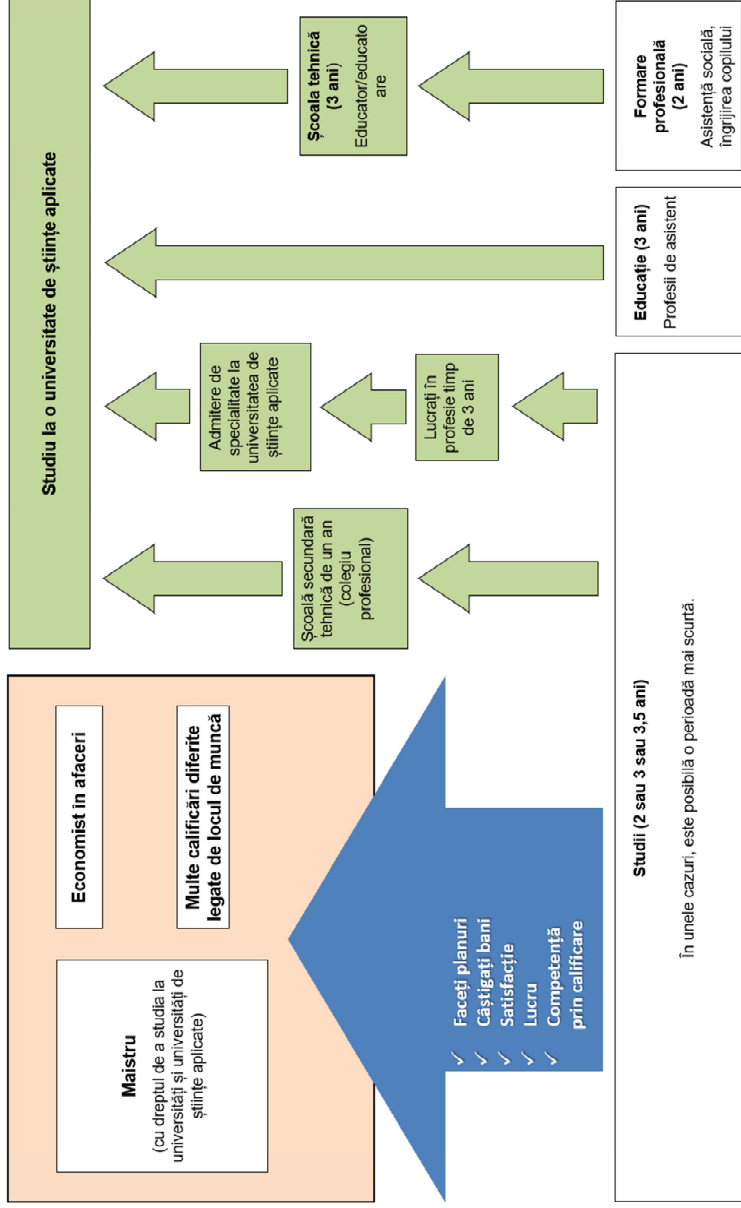 Maistru
(cu dreptul de a studia la
universități și universități de
științe aplicate)
Economist în afaceri
Multe calificări diferite
legate de locul de muncă
Studiu la o universitate de științe aplicate
✓ Faceți planuri
✓ Câștigați bani
✓ Satisfacție
✓ Lucru
✓ Competență
prin calificare
Școală secundară
tehnică de un an
(colegiu
profesional)
Admitere de
specialitate la
universitatea de
științe aplicate
Lucrați în
profesie timp
de 3 ani
Școala tehnică
(3 ani)
Educator/educato
are
Studii (2 sau 3 sau 3,5 ani)
În unele cazuri, este posibilă o perioadă mai scurtă.
Educație (3 ani)
Profesii de asistent
Formare
profesională
(2 ani)
Asistență socială,
îngrijirea copilului